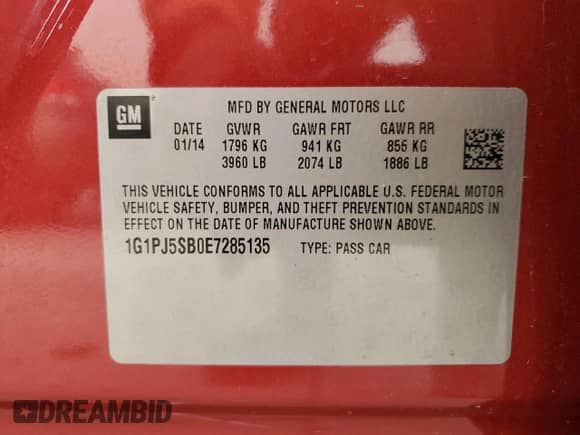 GM
MFD BY GENERAL MOTORS LLC
DATE GVWR GAWR FRT GAWR RR
01/14 1796 KG 941 KG 856 KG
3960 LB 2074 LB 1886 LB
THIS VEHICLE CONFORMS TO ALL APPLICABLE U.S. FEDERAL MOTOR
VEHICLE SAFETY, BUMPER, AND THEFT PREVENTION STANDARDS IN
EFFECT ON THE DATE OF MANUFACTURE SHOWN ABOVE.
1G1PJ5SB0E7285135 TYPE: PASS CAR
DREAMBID